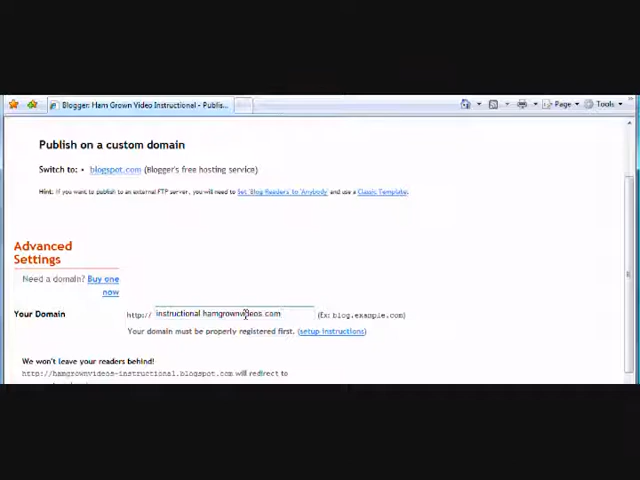 Blogger: Ham Grown Video Instructional - Publis...
Page
Tools
Publish on a custom domain
Switch to: • blogspot.com (Blogger's free hosting service)
Hint: If you want to publish to an external FTP server, you will need to Set 'Blog Readers' to 'Anybody' and use a Classic Template.
Advanced
Settings
Need a domain? Buy one
now
Your Domain
http:// instructional.hamgrownvideos.com (Ex: blog.example.com)
Your domain must be properly registered first. (setup instructions)
We won't leave your readers behind!
http://hamgrownvideos-instructional.blogspot.com will redirect to